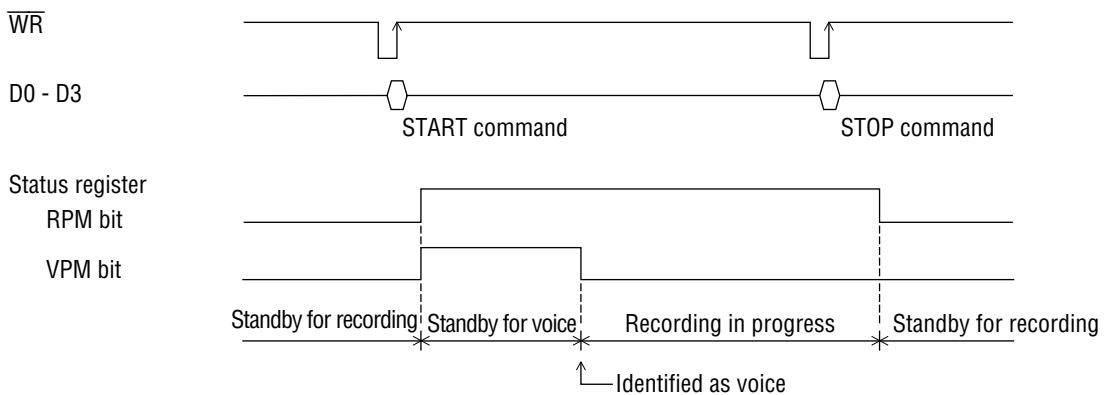 W̅R̅
D0 - D3
START command
STOP command
Status register
RPM bit
VPM bit
Standby for recording
Standby for voice
Recording in progress
Standby for recording
Identified as voice